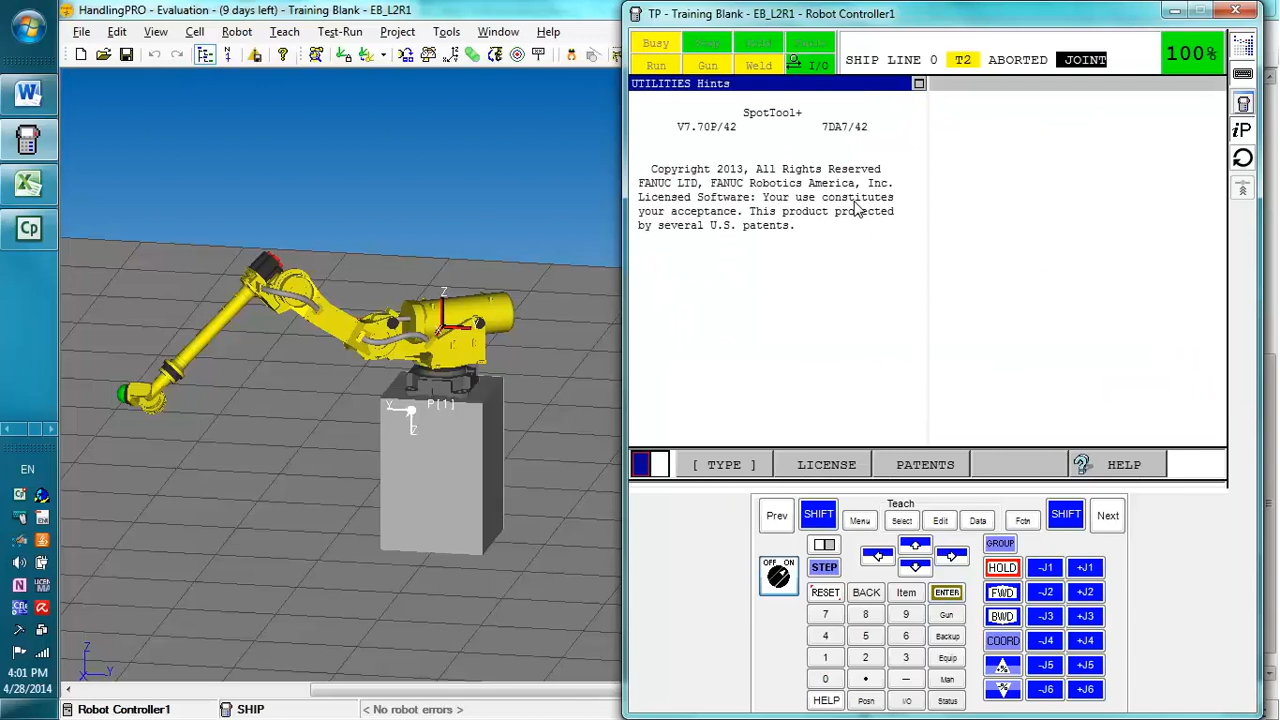 HandlingPRO - Evaluation - (9 days left) - Training Blank - EB_L2R1
File Edit View Cell Robot Teach Test-Run Project Tools Window Help
TP - Training Blank - EB_L2R1 - Robot Controller1
Busy
Run Gun Weld I/O
SHIP LINE 0 T2 ABORTED JOINT
100%
UTILITIES Hints
SpotTool+
V7.70P/42 7DA7/42
Copyright 2013, All Rights Reserved
FANUC LTD, FANUC Robotics America, Inc.
Licensed Software: Your use constitutes
your acceptance. This product protected
by several U.S. patents.
[ TYPE ] LICENSE PATENTS HELP
iP
Z
Y P[1]
Z
Z
Y
Teach
Prev SHIFT Menu Select Edit Data Fctn SHIFT Next
GROUP
OFF ON STEP HOLD -J1 +J1
RESET BACK Item ENTER FWD -J2 +J2
7 8 9 Gun BWD -J3 +J3
4 5 6 Backup COORD -J4 +J4
1 2 3 Equip +% -J5 +J5
0 • — Man -% -J6 +J6
HELP Posn I/O Status
W
X
Cp
EN
N
4:01 PM
4/28/2014
Robot Controller1 SHIP < No robot errors >